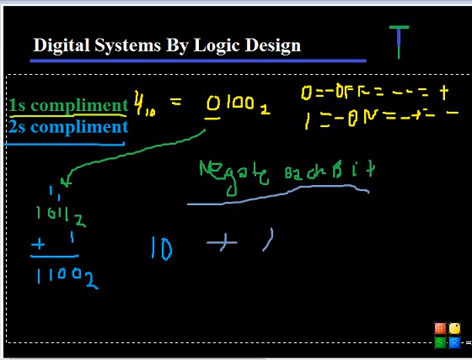 Digital Systems By Logic Design
T
1s compliment 4₁₀ = 0100₂
0=-OFF=---=+
1=-ON=-+--
2s compliment
Negate Each Bit
11
1011₂
+ 1
1100₂
10 + 1